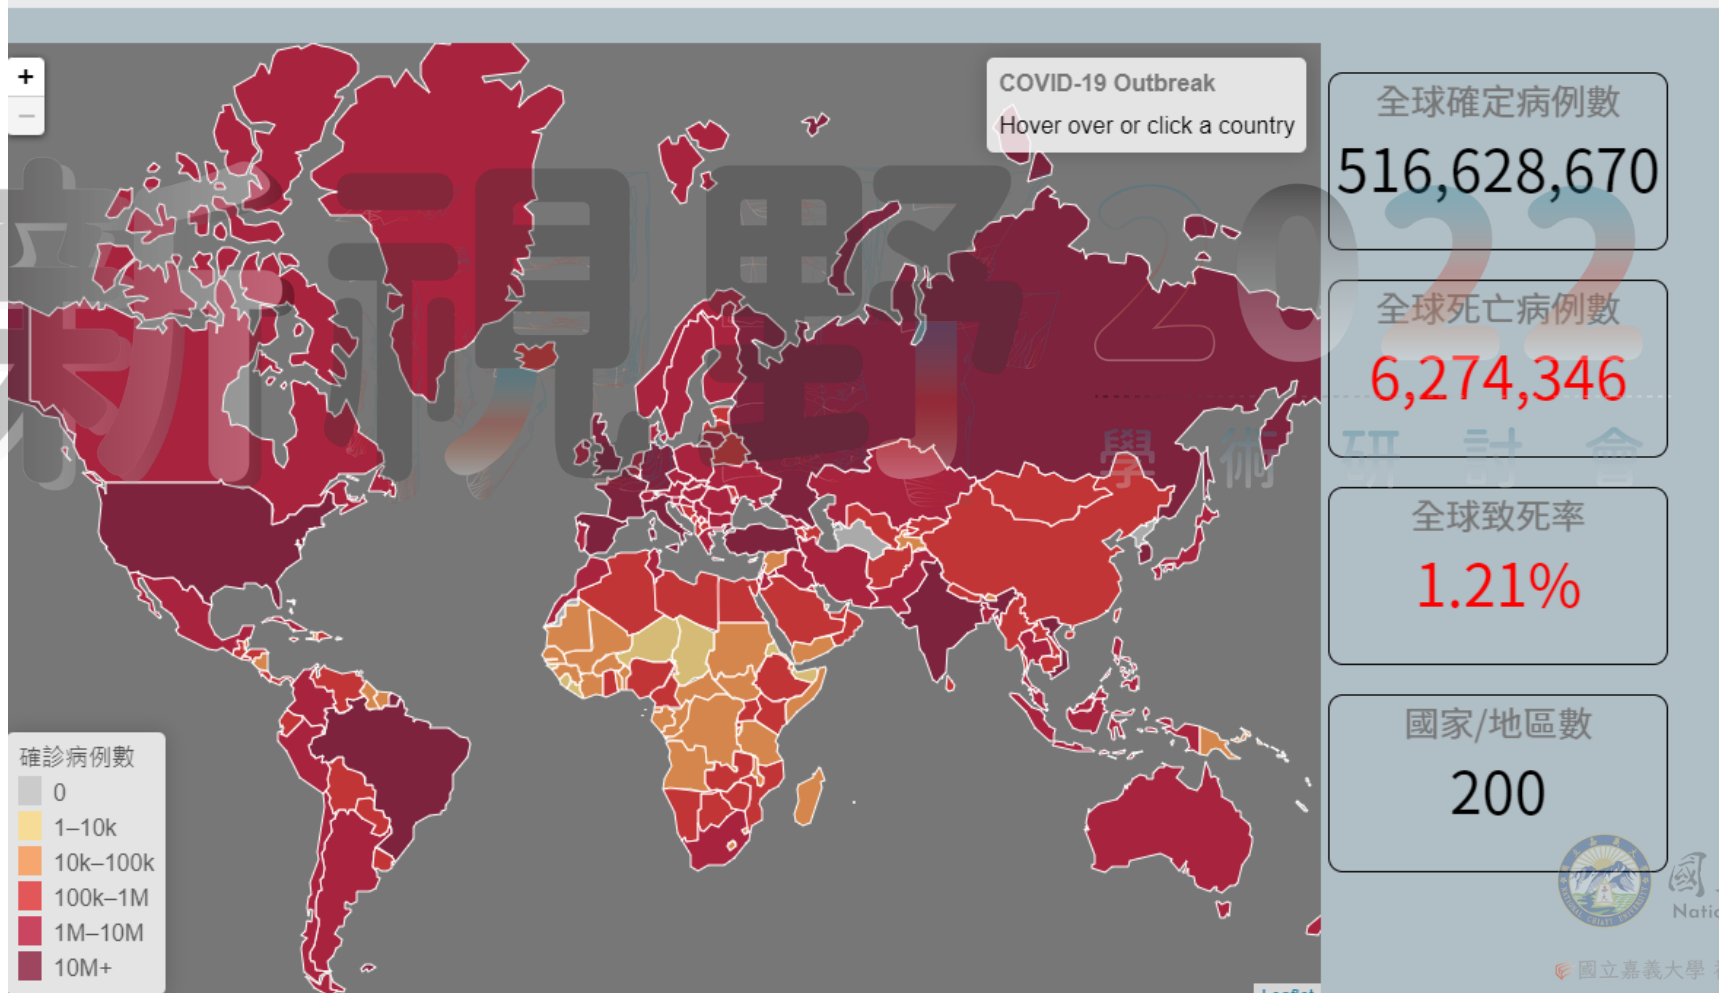 +
−
COVID-19 Outbreak
Hover over or click a country
全球確定病例數
516,628,670
全球死亡病例數
6,274,346
全球致死率
1.21%
國家/地區數
200
新視野 2022
學術研討會
確診病例數
0
1–10k
10k–100k
100k–1M
1M–10M
10M+
國立嘉義大學